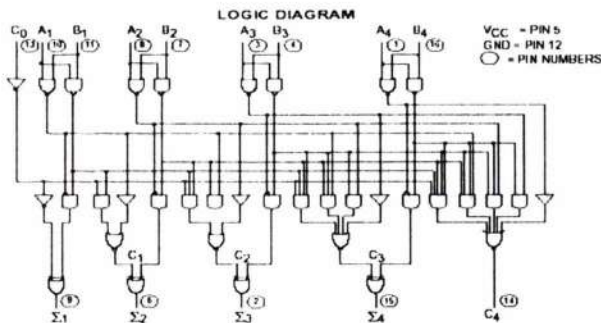 LOGIC DIAGRAM
C0 A1 B1 A2 B2 A3 B3 A4 B4
13 10 11 8 7 3 4 1 16
VCC = PIN 5
GND = PIN 12
= PIN NUMBERS
C1 C2 C3
9 6 2 15 14
Σ1 Σ2 Σ3 Σ4 C4